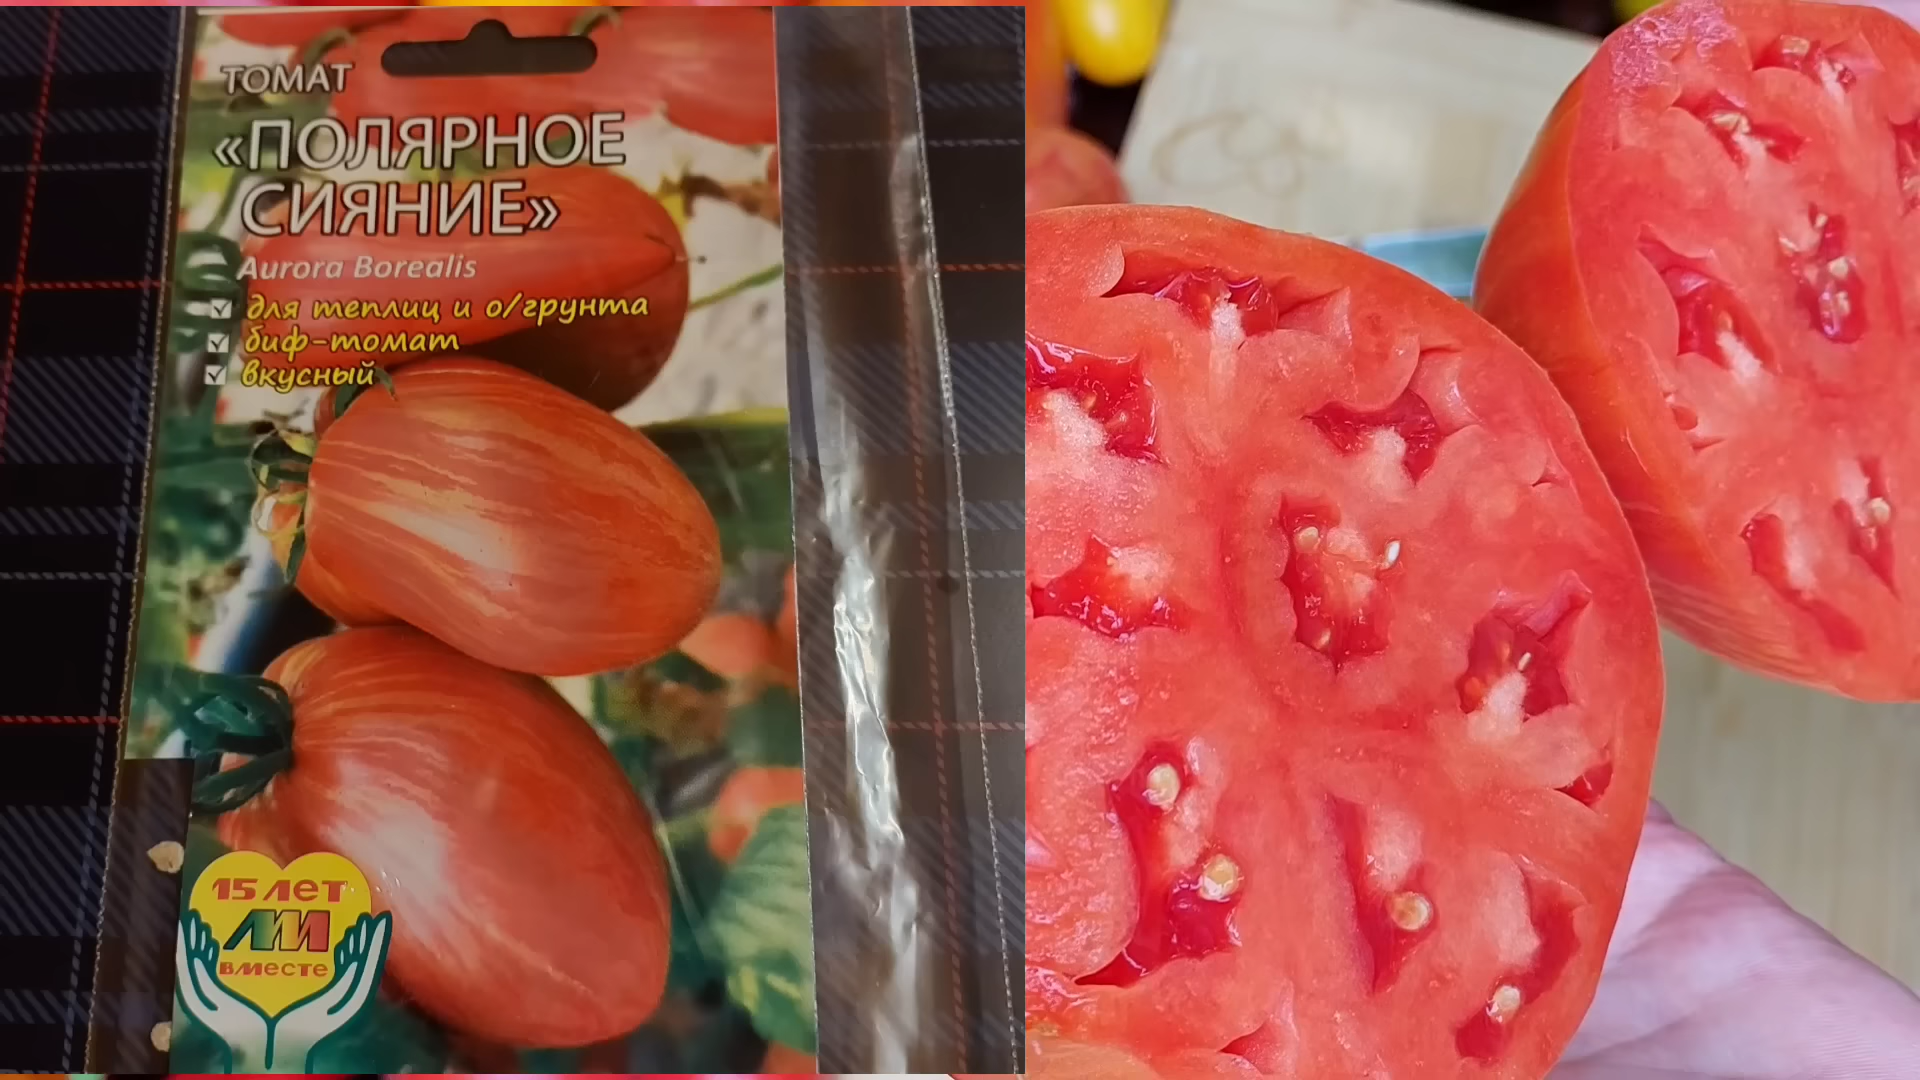 ТОМАТ
«ПОЛЯРНОЕ
СИЯНИЕ»
Aurora Borealis
для теплиц и о/грунта
биф-томат
вкусный
15 лет
ЛМ
вместе